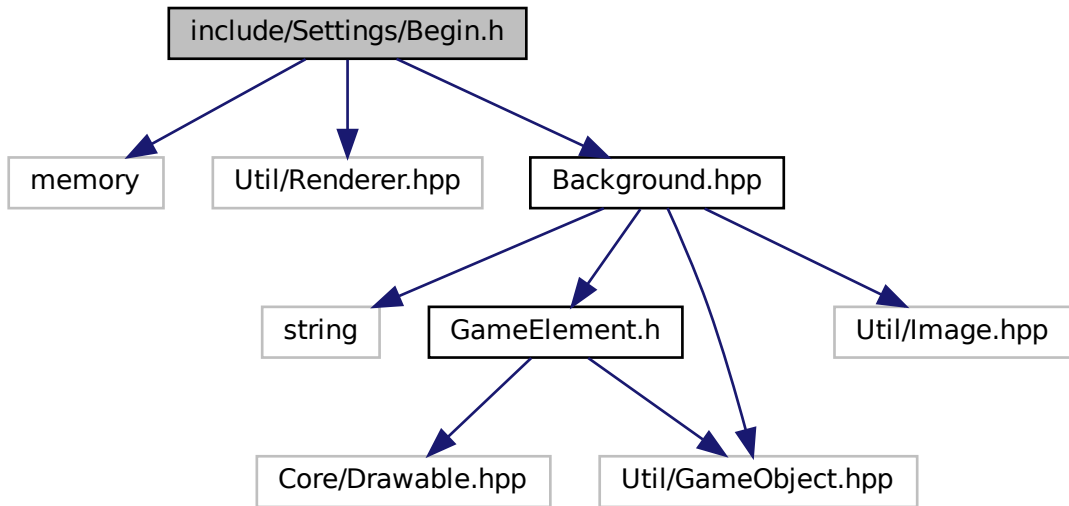 include/Settings/Begin.h
memory
Util/Renderer.hpp
Background.hpp
string
GameElement.h
Util/Image.hpp
Core/Drawable.hpp
Util/GameObject.hpp